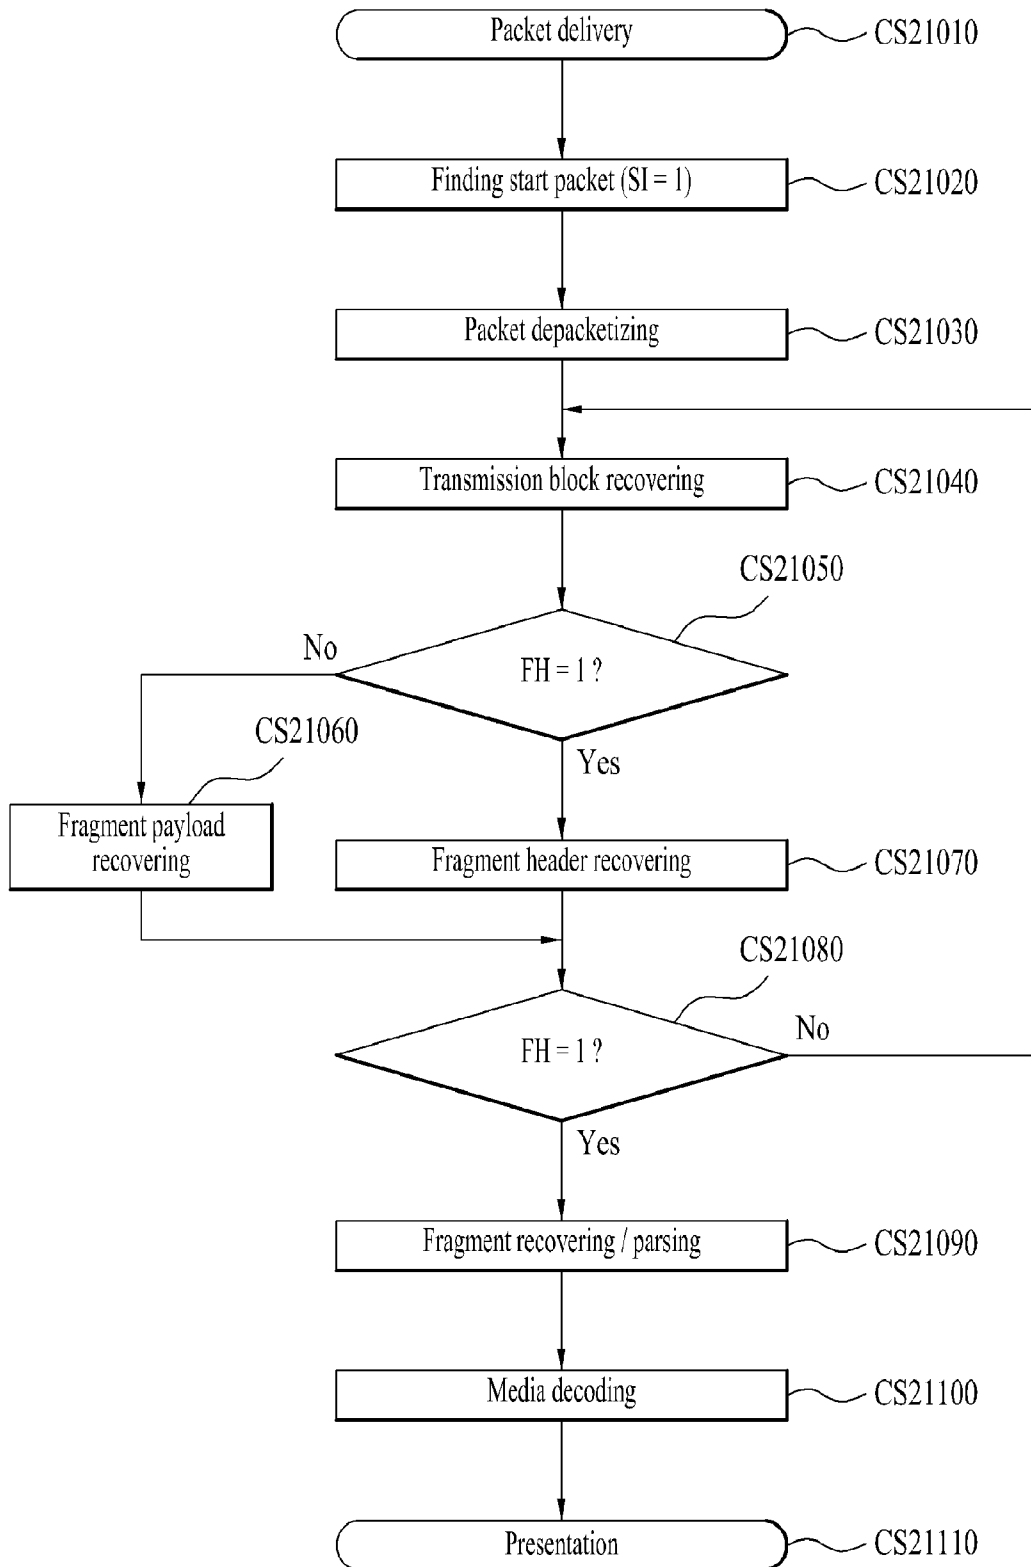 Packet delivery
CS21010
Finding start packet (SI = 1)
CS21020
Packet depacketizing
CS21030
Transmission block recovering
CS21040
CS21050
No
FH = 1 ?
CS21060
Yes
Fragment payload
recovering
Fragment header recovering
CS21070
CS21080
No
FH = 1 ?
Yes
Fragment recovering / parsing
CS21090
Media decoding
CS21100
Presentation
CS21110